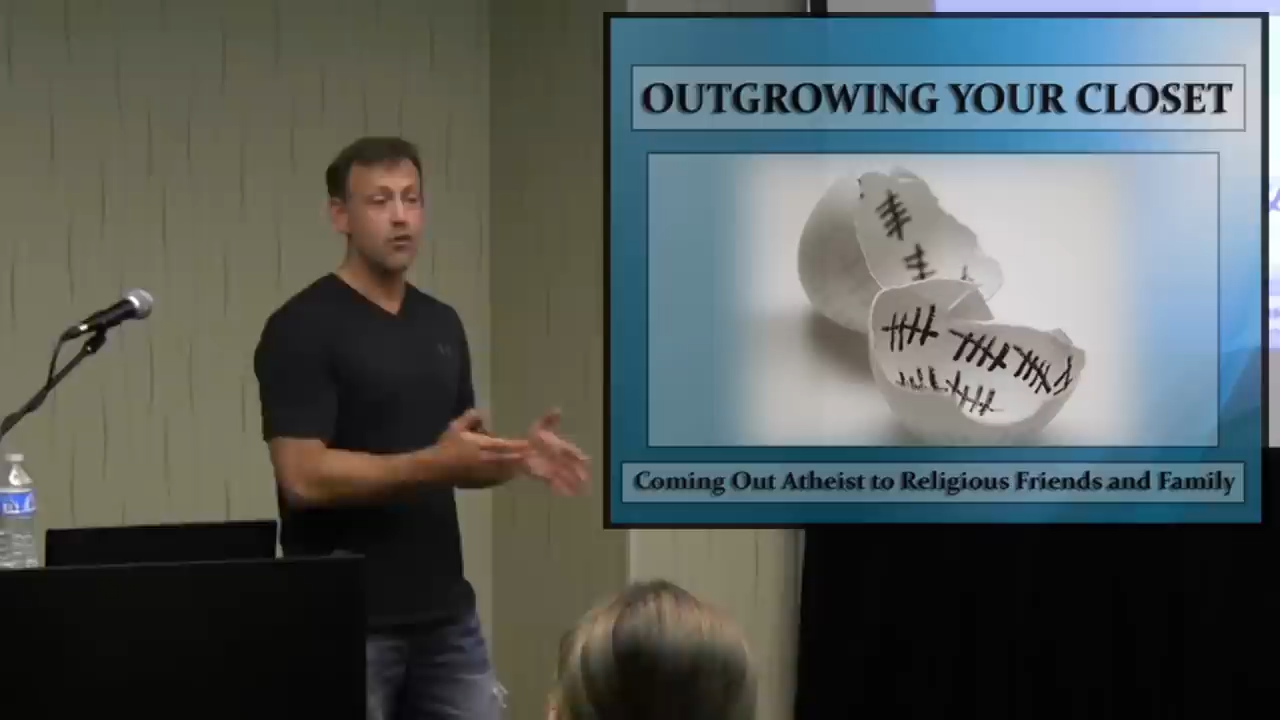 OUTGROWING YOUR CLOSET
Coming Out Atheist to Religious Friends and Family